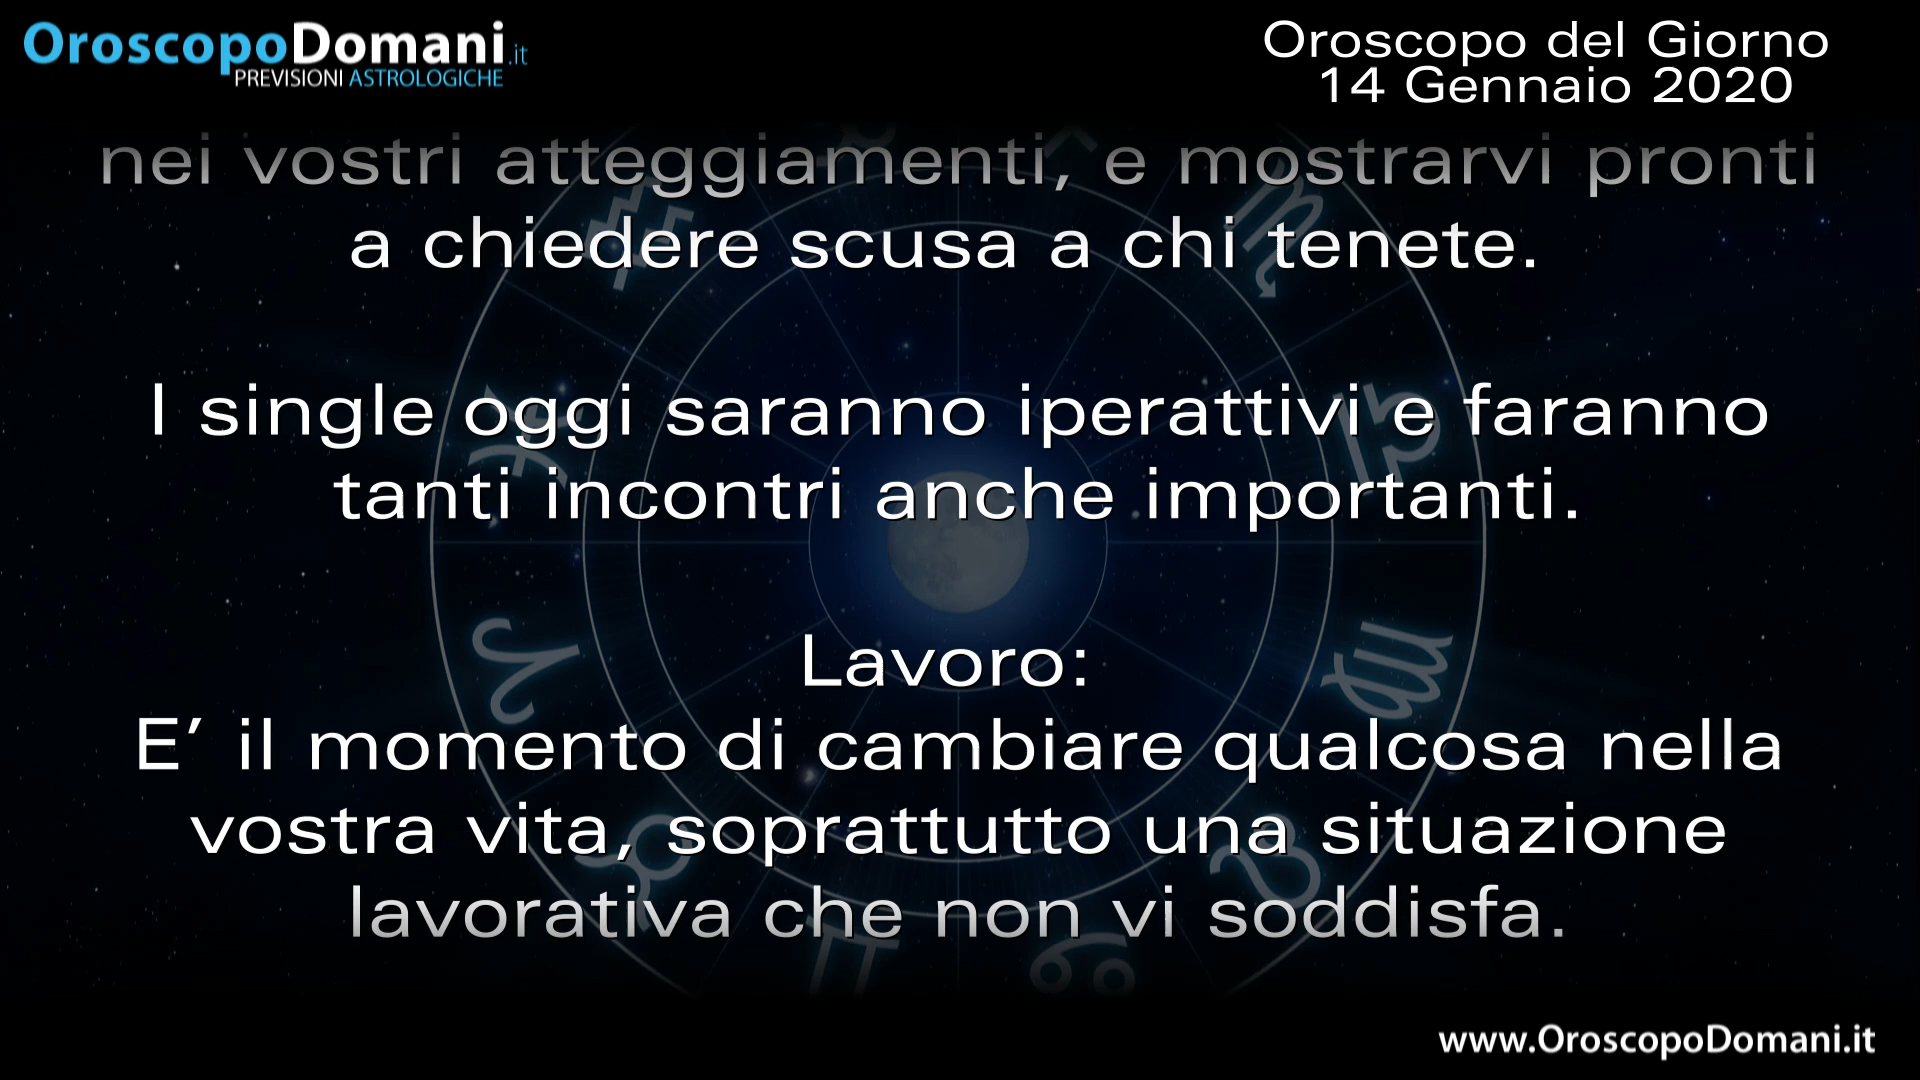 OroscopoDomani.it
PREVISIONI ASTROLOGICHE
Oroscopo del Giorno
14 Gennaio 2020
nei vostri atteggiamenti, e mostrarvi pronti
a chiedere scusa a chi tenete.
I single oggi saranno iperattivi e faranno
tanti incontri anche importanti.
Lavoro:
E’ il momento di cambiare qualcosa nella
vostra vita, soprattutto una situazione
lavorativa che non vi soddisfa.
www.OroscopoDomani.it